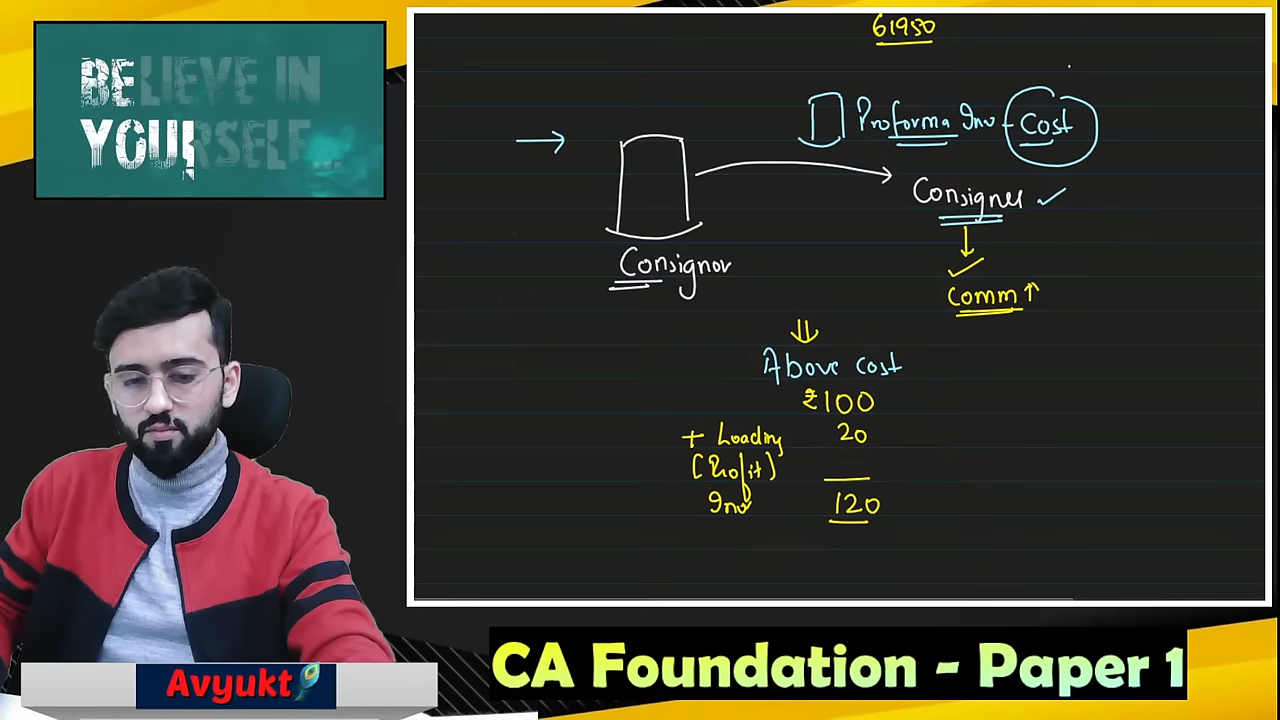 BELIEVE IN
YOURSELF...
61950
→ Proforma Inv - Cost
Consignee ✓
Consignor
✓
Comm ↑
⇓
Above cost
₹100
+ Loading 20
[Profit]
Inv 120
Avyukt
CA Foundation - Paper 1